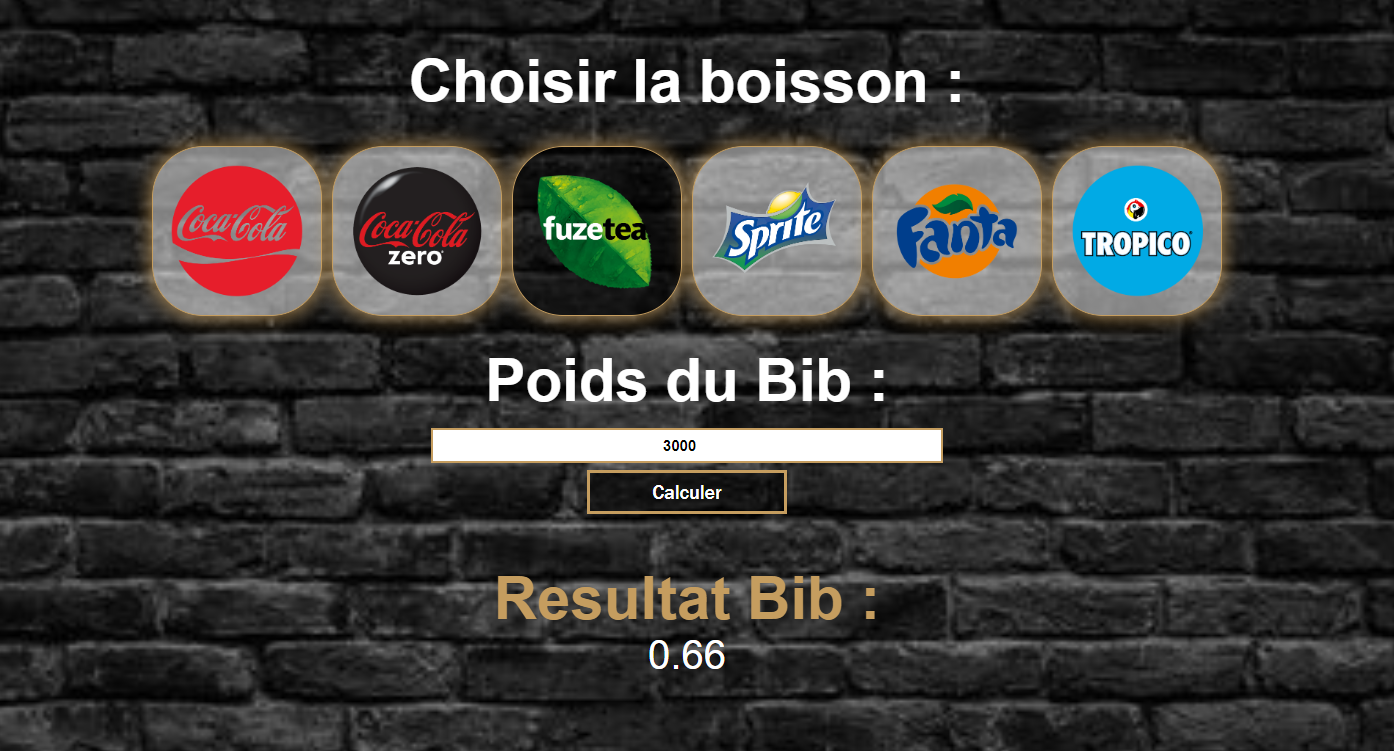 Choisir la boisson :
Coca-Cola
Coca-Cola zero
fuzetea
Sprite
Fanta
TROPICO
Poids du Bib :
3000
Calculer
Resultat Bib :
0.66